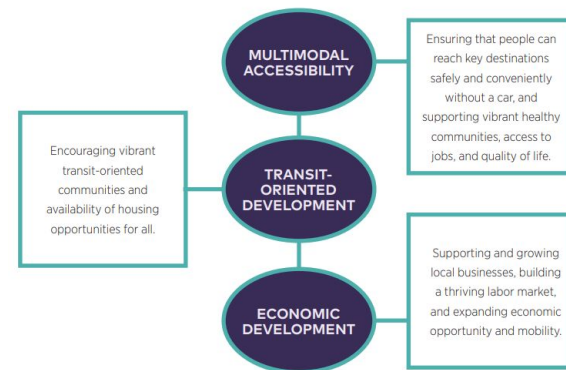 MULTIMODAL
ACCESSIBILITY
Ensuring that people can
reach key destinations
safely and conveniently
without a car, and
supporting vibrant healthy
communities, access to
jobs, and quality of life.
Encouraging vibrant
transit-oriented
communities and
availability of housing
opportunities for all.
TRANSIT-
ORIENTED
DEVELOPMENT
ECONOMIC
DEVELOPMENT
Supporting and growing
local businesses, building
a thriving labor market,
and expanding economic
opportunity and mobility.